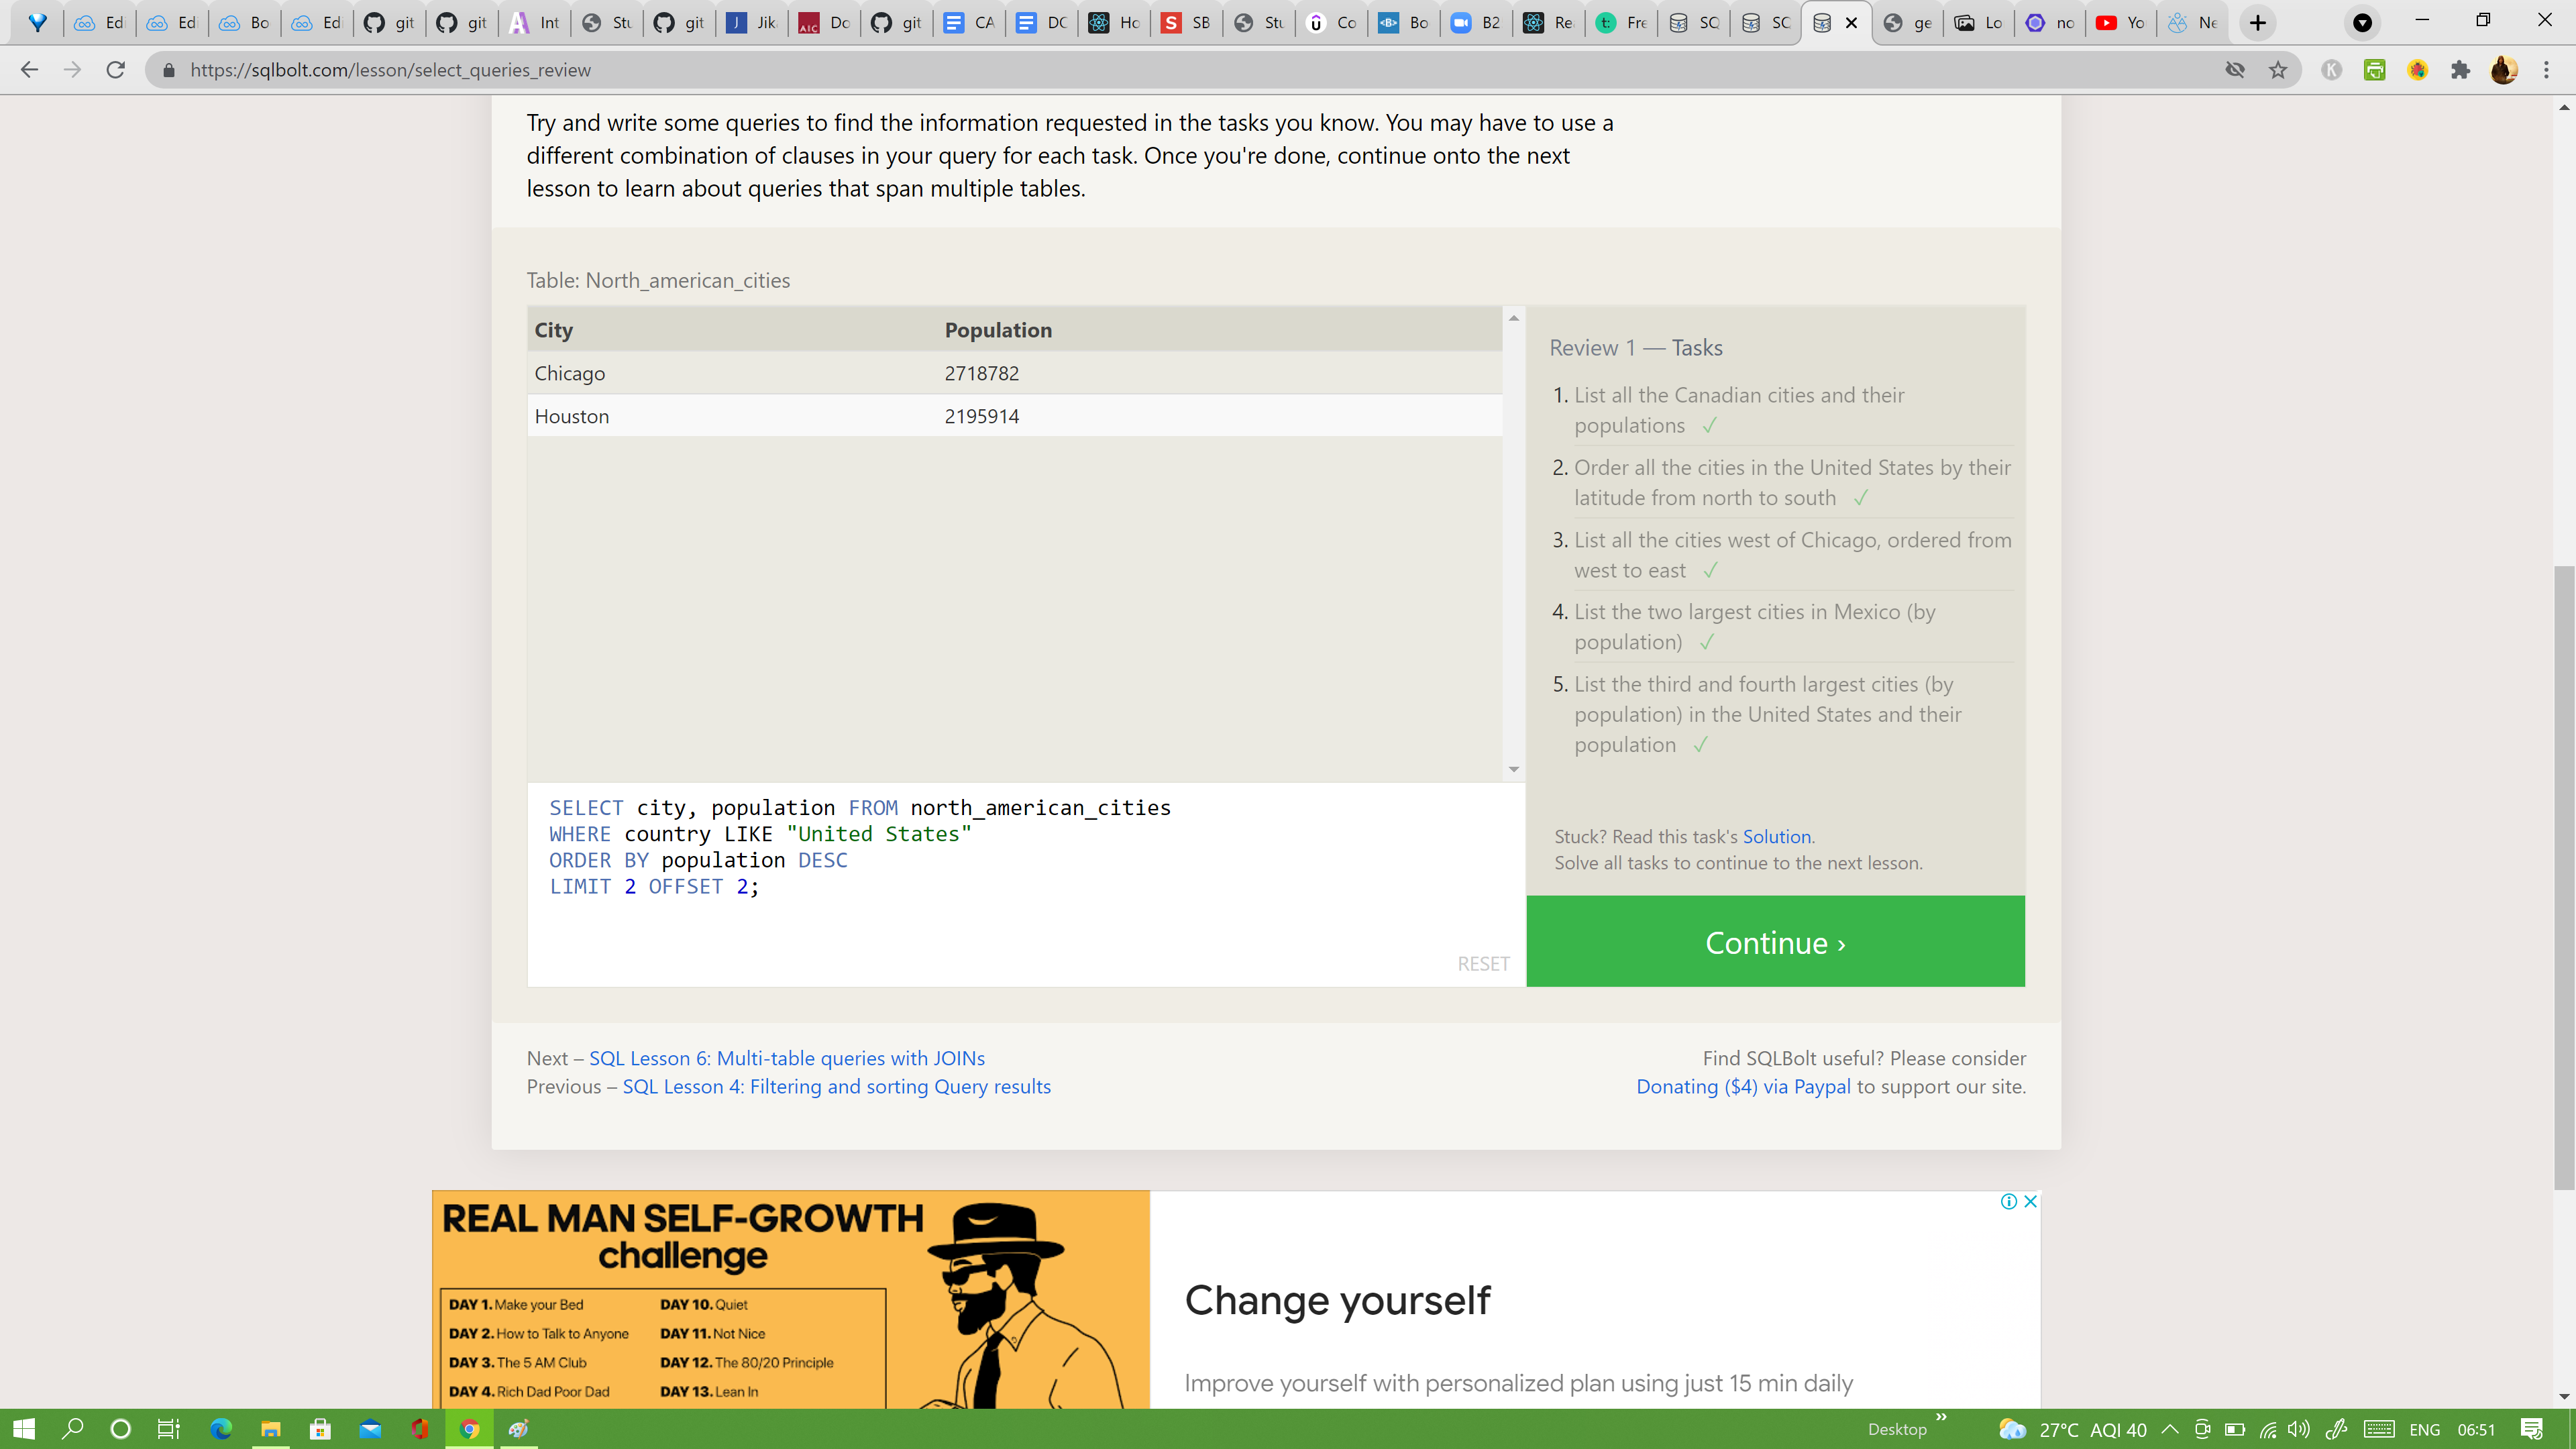 Edi
Edi
Bo
Edi
git
git
Int
Stu
git
Jik
Do
git
CA
DC
Ho
SB
Stu
Co
Bo
B2
Rea
Fre
SQ
SQ
ge
Lo
no
Yo
Ne
https://sqlbolt.com/lesson/select_queries_review
Try and write some queries to find the information requested in the tasks you know. You may have to use a
different combination of clauses in your query for each task. Once you're done, continue onto the next
lesson to learn about queries that span multiple tables.
Table: North_american_cities
City Population
Chicago 2718782
Houston 2195914
Review 1 — Tasks
1. List all the Canadian cities and their
populations ✓
2. Order all the cities in the United States by their
latitude from north to south ✓
3. List all the cities west of Chicago, ordered from
west to east ✓
4. List the two largest cities in Mexico (by
population) ✓
5. List the third and fourth largest cities (by
population) in the United States and their
population ✓
Stuck? Read this task's Solution.
Solve all tasks to continue to the next lesson.
Continue ›
SELECT city, population FROM north_american_cities
WHERE country LIKE "United States"
ORDER BY population DESC
LIMIT 2 OFFSET 2;
RESET
Next – SQL Lesson 6: Multi-table queries with JOINs
Previous – SQL Lesson 4: Filtering and sorting Query results
Find SQLBolt useful? Please consider
Donating ($4) via Paypal to support our site.
REAL MAN SELF-GROWTH
challenge
DAY 1. Make your Bed
DAY 2. How to Talk to Anyone
DAY 3. The 5 AM Club
DAY 4. Rich Dad Poor Dad
DAY 10. Quiet
DAY 11. Not Nice
DAY 12. The 80/20 Principle
DAY 13. Lean In
Change yourself
Improve yourself with personalized plan using just 15 min daily
Desktop
27°C AQI 40
ENG
06:51